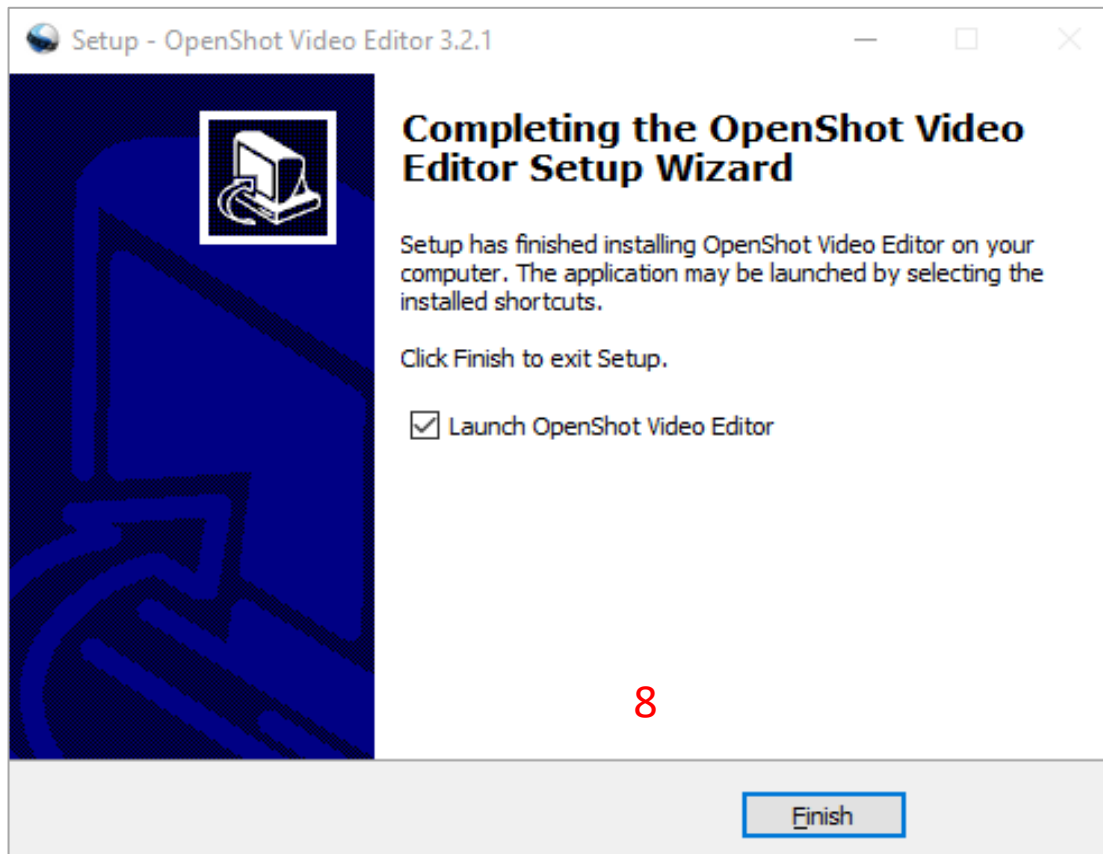 Setup - OpenShot Video Editor 3.2.1
Completing the OpenShot Video
Editor Setup Wizard
Setup has finished installing OpenShot Video Editor on your
computer. The application may be launched by selecting the
installed shortcuts.
Click Finish to exit Setup.
Launch OpenShot Video Editor
8
Finish